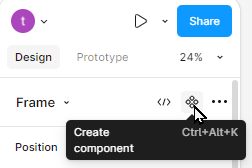 t
Share
Design Prototype 24%
Frame
Create Ctrl+Alt+K
component
Position